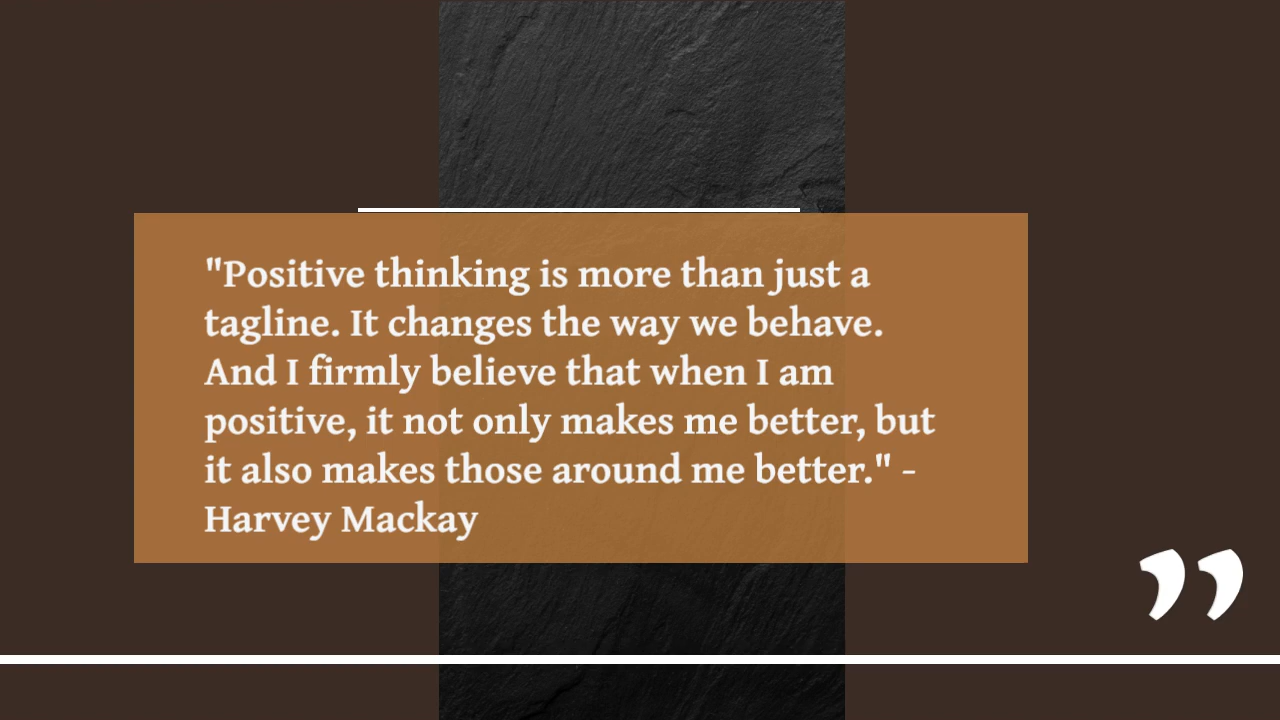 "Positive thinking is more than just a
tagline. It changes the way we behave.
And I firmly believe that when I am
positive, it not only makes me better, but
it also makes those around me better." -
Harvey Mackay
”